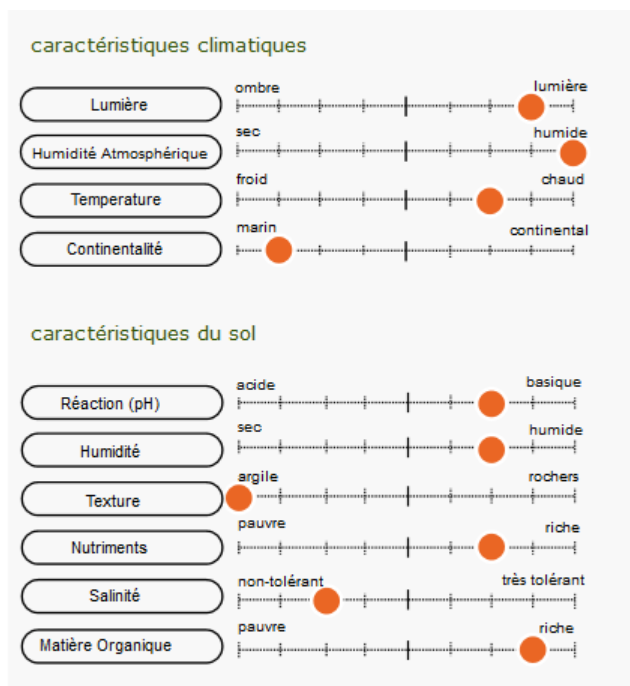 caractéristiques climatiques
ombre lumière
Lumière
sec humide
Humidité Atmosphérique
froid chaud
Temperature
marin continental
Continentalité
caractéristiques du sol
acide basique
Réaction (pH)
sec humide
Humidité
argile rochers
Texture
pauvre riche
Nutriments
non-tolérant très tolérant
Salinité
pauvre riche
Matière Organique